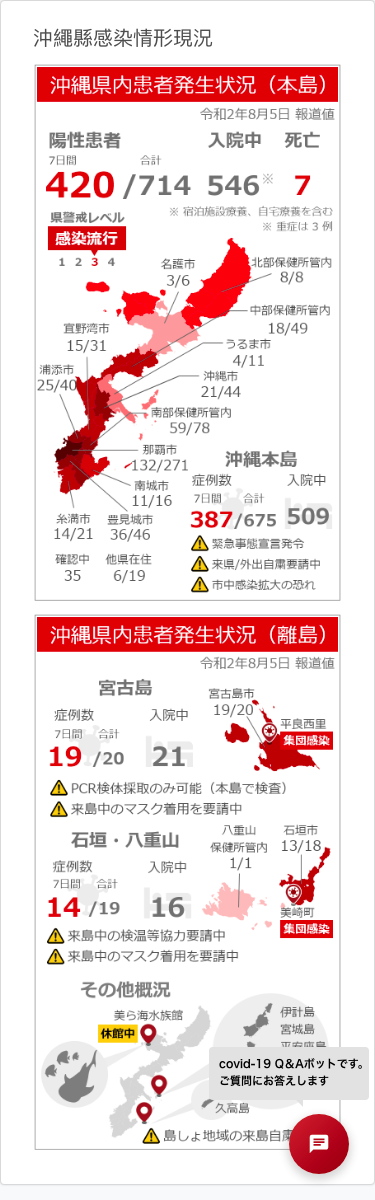 沖繩縣感染情形現況
沖縄県内患者発生状況（本島）
令和2年8月5日 報道値
陽性患者 入院中 死亡
7日間 合計
420 /714 546※ 7
※ 宿泊施設療養、自宅療養を含む
※ 重症は 3 例
県警戒レベル
感染流行
1 2 3 4
名護市
3/6
北部保健所管内
8/8
中部保健所管内
18/49
宜野湾市
15/31
うるま市
4/11
浦添市
25/40
沖縄市
21/44
南部保健所管内
59/78
那覇市
132/271
南城市
11/16
糸満市
14/21
豊見城市
36/46
確認中
35
他県在住
6/19
沖縄本島
症例数 入院中
7日間 合計
387/675 509
緊急事態宣言発令
来県/外出自粛要請中
市中感染拡大の恐れ
沖縄県内患者発生状況（離島）
令和2年8月5日 報道値
宮古島
症例数 入院中
7日間 合計
19 /20 21
宮古島市
19/20
平良西里
集団感染
PCR検体採取のみ可能（本島で検査）
来島中のマスク着用を要請中
石垣・八重山
症例数 入院中
7日間 合計
14 /19 16
八重山
保健所管内
1/1
石垣市
13/18
美崎町
集団感染
来島中の検温等協力要請中
来島中のマスク着用を要請中
その他概況
美ら海水族館
休館中
伊計島
宮城島
平安座島
久高島
島しょ地域の来島自粛
covid-19 Q&Aボットです。
ご質問にお答えします